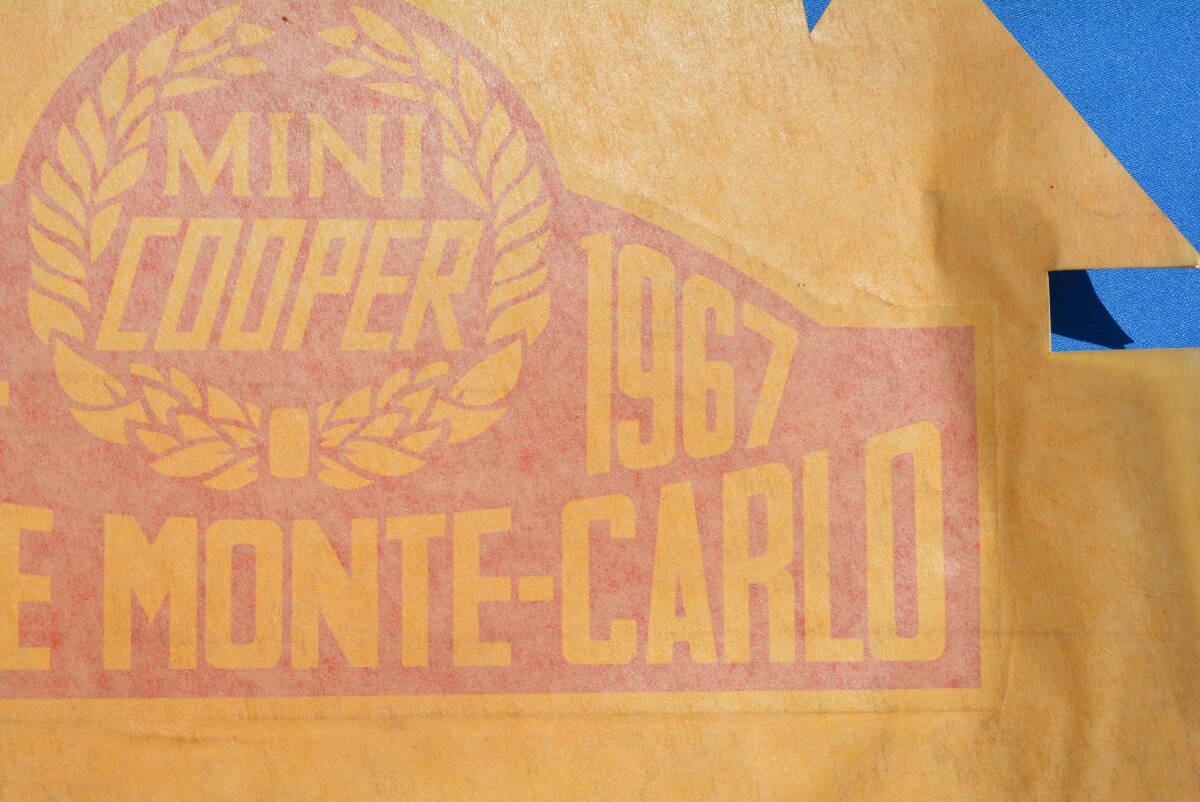 MINI
COOPER
1967
E MONTE-CARLO